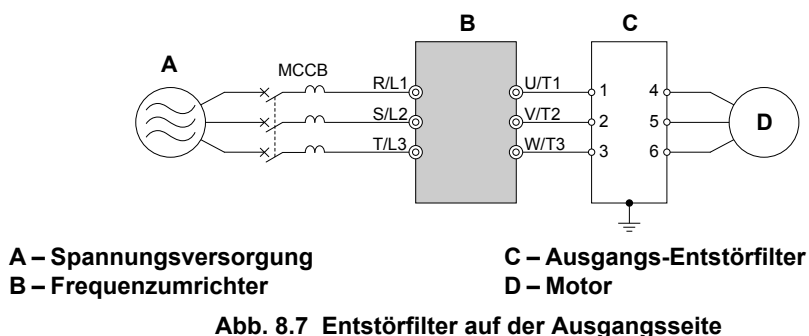 B C
A MCCB
R/L1 U/T1 1 4
S/L2 V/T2 2 5 D
T/L3 W/T3 3 6
A – Spannungsversorgung C – Ausgangs-Entstörfilter
B – Frequenzumrichter D – Motor
Abb. 8.7 Entstörfilter auf der Ausgangsseite